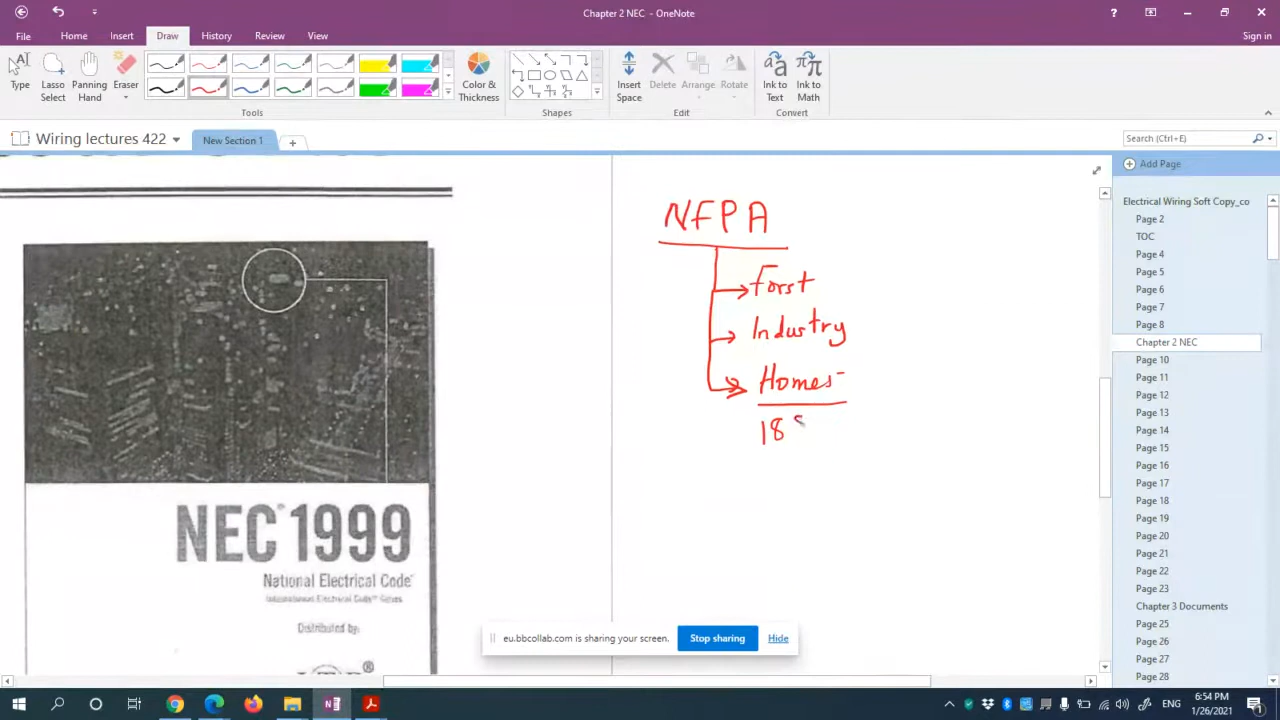 Chapter 2 NEC - OneNote
?
File Home Insert Draw History Review View
Sign in
Type
Lasso Select
Panning Hand
Eraser
Color & Thickness
Insert Space
Delete
Arrange
Rotate
Ink to Text
Ink to Math
Tools
Shapes
Edit
Convert
Wiring lectures 422
New Section 1
Search (Ctrl+E)
Add Page
Electrical Wiring Soft Copy_co
Page 2
TOC
Page 4
Page 5
Page 6
Page 7
Page 8
Chapter 2 NEC
Page 10
Page 11
Page 12
Page 13
Page 14
Page 15
Page 16
Page 17
Page 18
Page 19
Page 20
Page 21
Page 22
Page 23
Chapter 3 Documents
Page 25
Page 26
Page 27
Page 28
NFPA
Forst
Industry
Homes
18
NEC® 1999
National Electrical Code®
International Electrical Code™ Series
Distributed by:
eu.bbcollab.com is sharing your screen.
Stop sharing
Hide
6:54 PM
1/26/2021